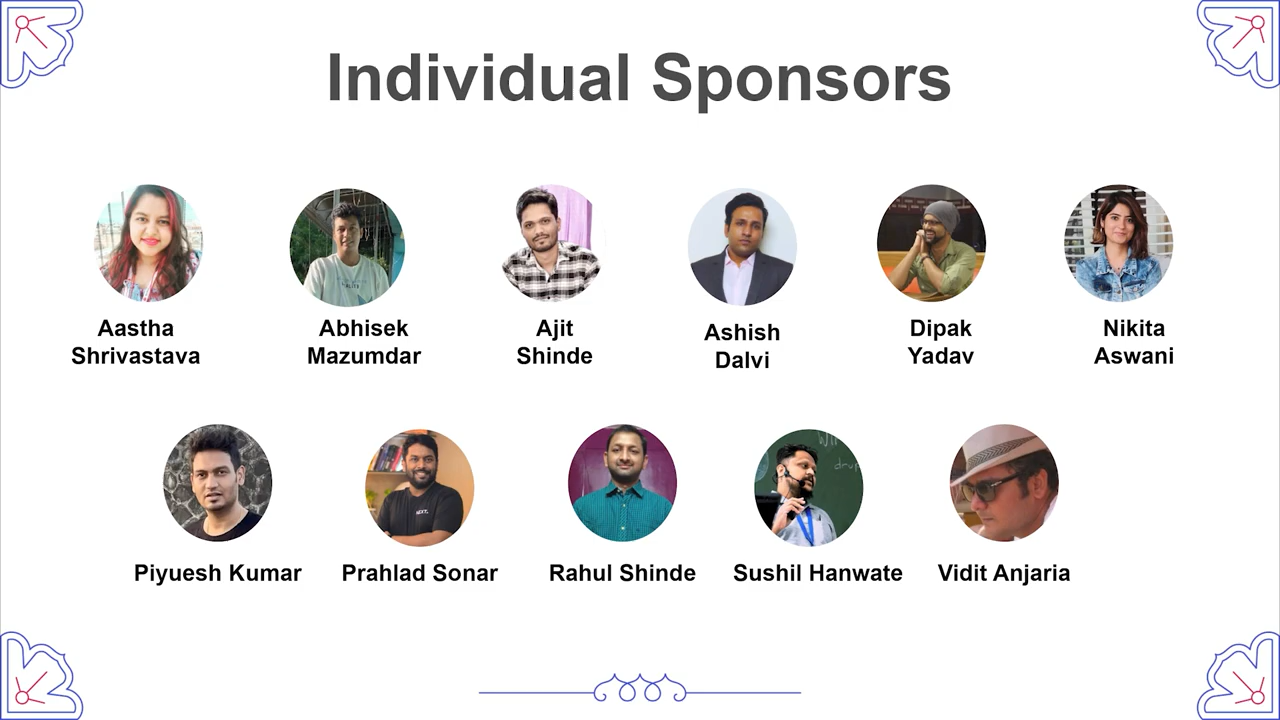 Individual Sponsors
Aastha
Shrivastava
Abhisek
Mazumdar
Ajit
Shinde
Ashish
Dalvi
Dipak
Yadav
Nikita
Aswani
Piyuesh Kumar
Prahlad Sonar
Rahul Shinde
Sushil Hanwate
Vidit Anjaria
NEXT.